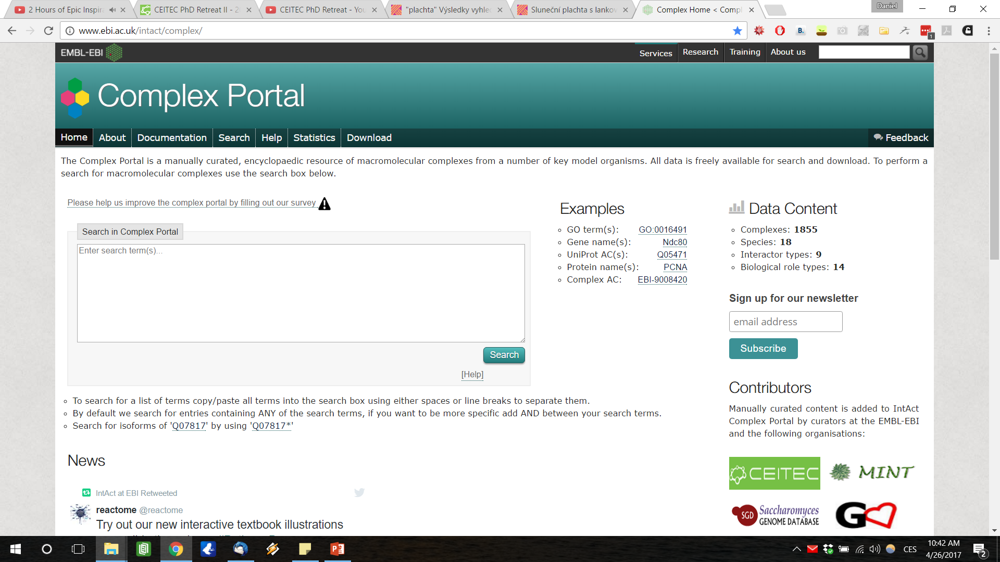 2 Hours of Epic Inspira
CEITEC PhD Retreat II - 2
CEITEC PhD Retreat - You
"plachta" Výsledky vyhle
Sluneční plachta s lankov
Complex Home < Compl
Daniel
www.ebi.ac.uk/intact/complex/
B.
1
EMBL-EBI
Services
Research
Training
About us
Complex Portal
Home
About
Documentation
Search
Help
Statistics
Download
Feedback
The Complex Portal is a manually curated, encyclopaedic resource of macromolecular complexes from a number of key model organisms. All data is freely available for search and download. To perform a
search for macromolecular complexes use the search box below.
Please help us improve the complex portal by filling out our survey
Search in Complex Portal
Enter search term(s)...
Search
[Help]
Examples
GO term(s): GO:0016491
Gene name(s): Ndc80
UniProt AC(s): Q05471
Protein name(s): PCNA
Complex AC: EBI-9008420
Data Content
Complexes: 1855
Species: 18
Interactor types: 9
Biological role types: 14
Sign up for our newsletter
email address
Subscribe
Contributors
Manually curated content is added to IntAct
Complex Portal by curators at the EMBL-EBI
and the following organisations:
CEITEC
MINT
SGD Saccharomyces
GENOME DATABASE
GO
To search for a list of terms copy/paste all terms into the search box using either spaces or line breaks to separate them.
By default we search for entries containing ANY of the search terms, if you want to be more specific add AND between your search terms.
Search for isoforms of 'Q07817' by using 'Q07817*'
News
IntAct at EBI Retweeted
reactome @reactome
Try out our new interactive textbook illustrations
CES
10:42 AM
4/26/2017
2